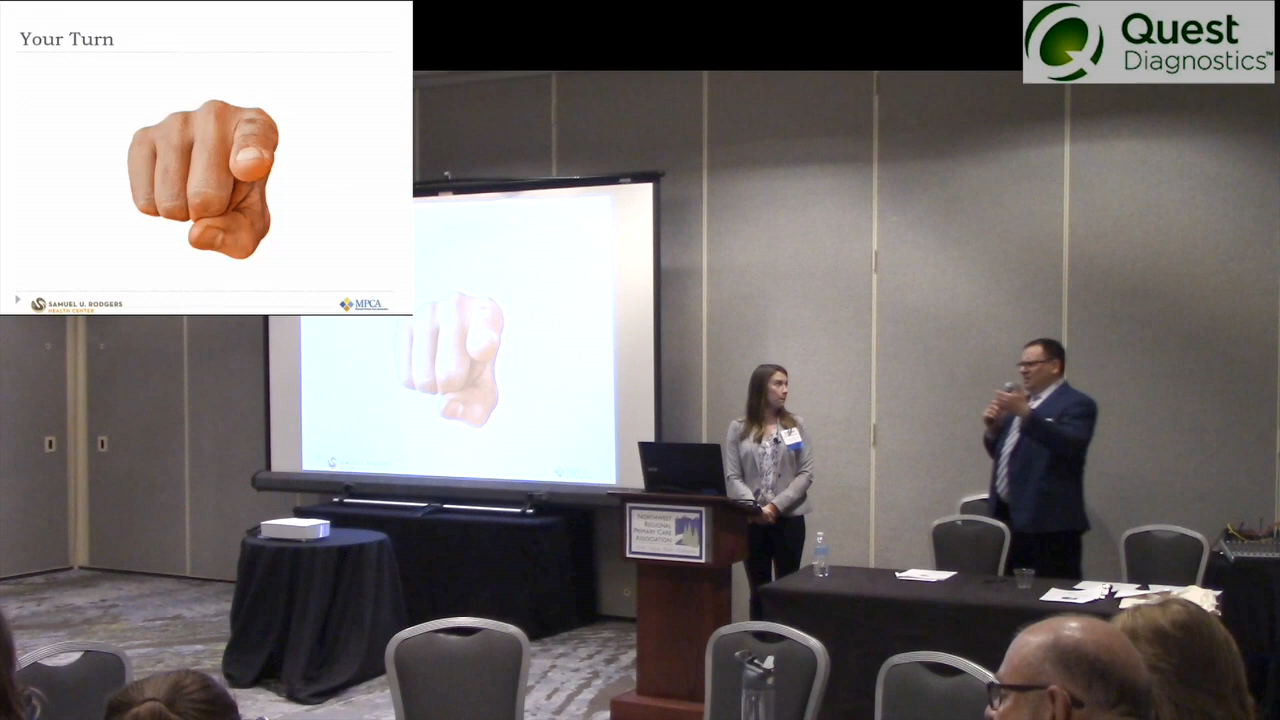 Your Turn
SAMUEL U. RODGERS
HEALTH CENTER
MPCA
Quest
Diagnostics™
NORTHWEST
REGIONAL
PRIMARY CARE
ASSOCIATION